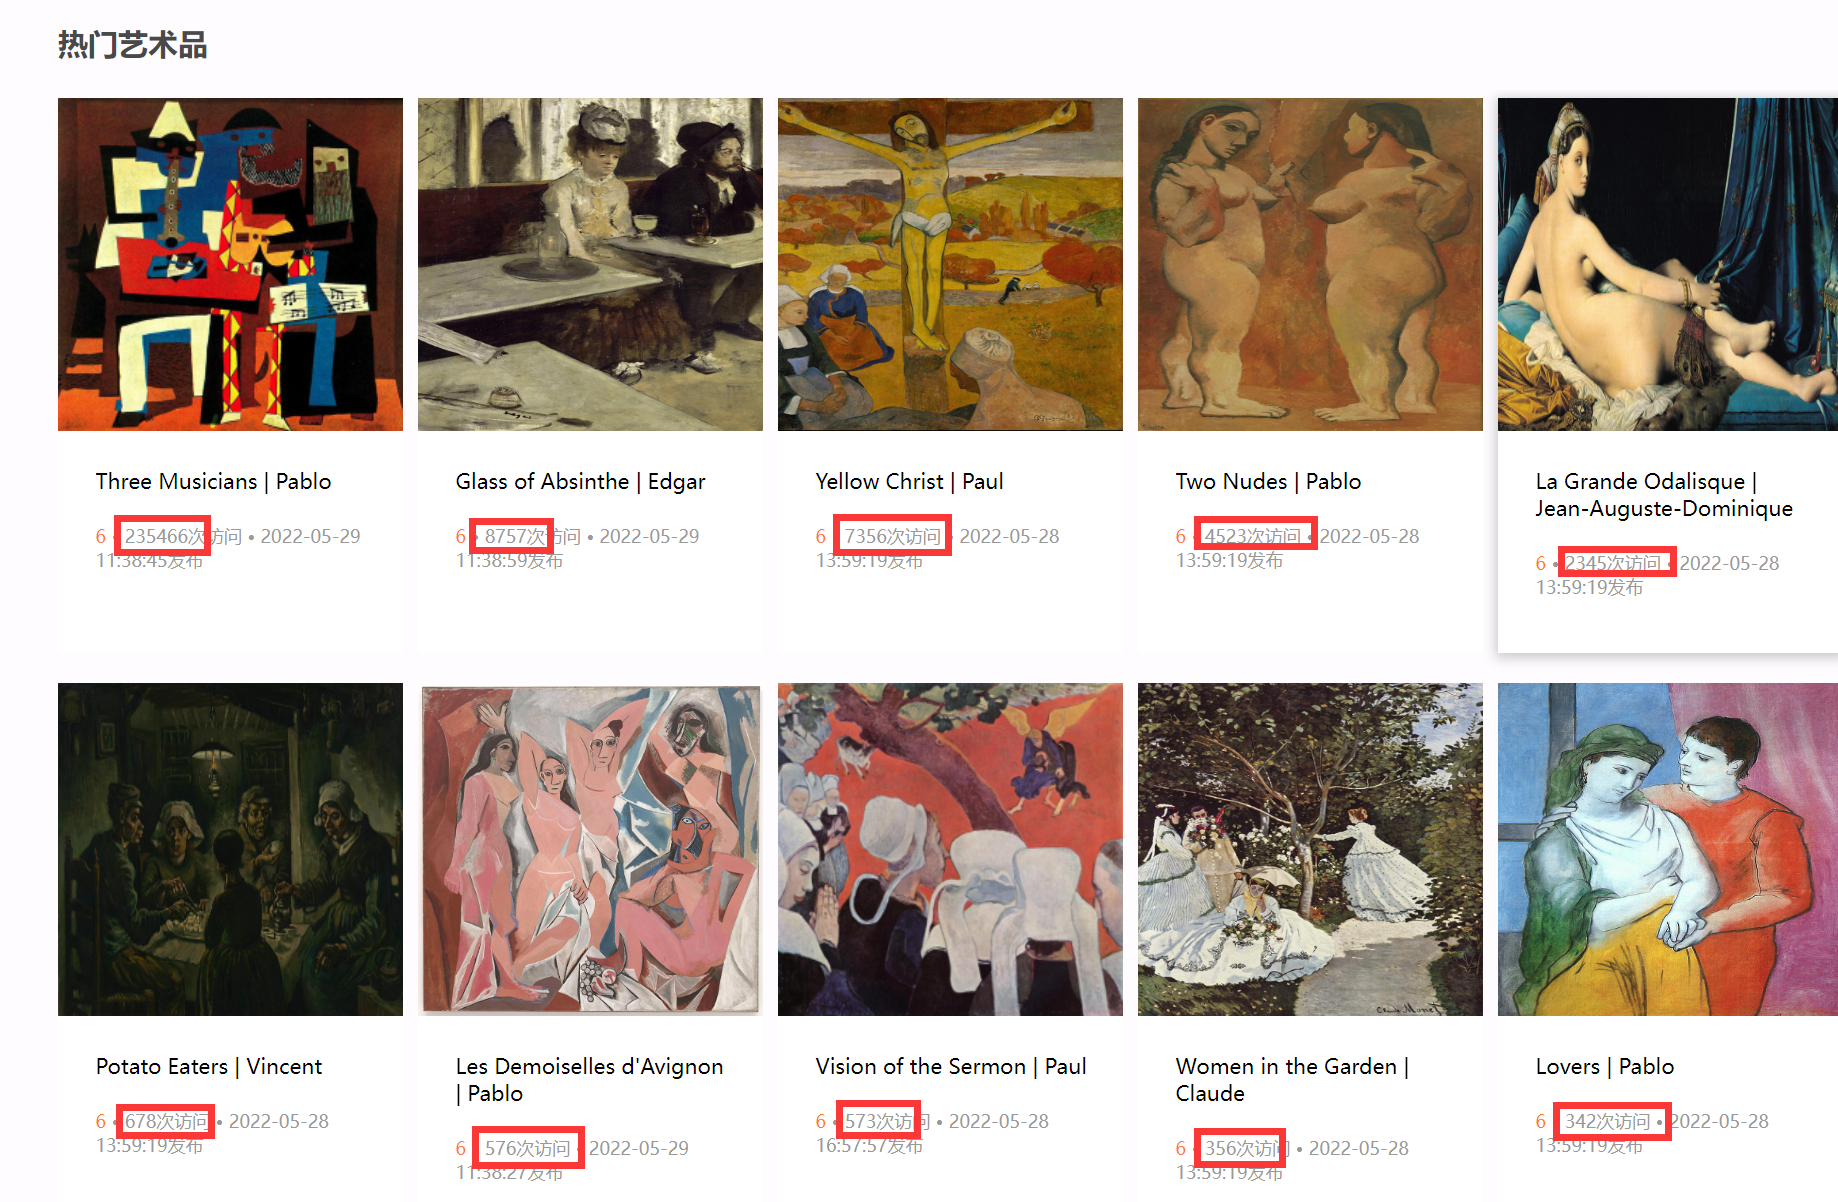 热门艺术品
Three Musicians | Pablo
6 • 235466次访问 • 2022-05-29
11:38:45发布
Glass of Absinthe | Edgar
6 • 8757次访问 • 2022-05-29
11:38:59发布
Yellow Christ | Paul
6 • 7356次访问 • 2022-05-28
13:59:19发布
Two Nudes | Pablo
6 • 4523次访问 • 2022-05-28
13:59:19发布
La Grande Odalisque |
Jean-Auguste-Dominique
6 • 2345次访问 • 2022-05-28
13:59:19发布
Potato Eaters | Vincent
6 • 678次访问 • 2022-05-28
13:59:19发布
Les Demoiselles d'Avignon
| Pablo
6 • 576次访问 • 2022-05-29
11:38:27发布
Vision of the Sermon | Paul
6 • 573次访问 • 2022-05-28
16:57:57发布
Women in the Garden |
Claude
6 • 356次访问 • 2022-05-28
13:59:19发布
Lovers | Pablo
6 • 342次访问 • 2022-05-28
13:59:19发布
Claude Monet